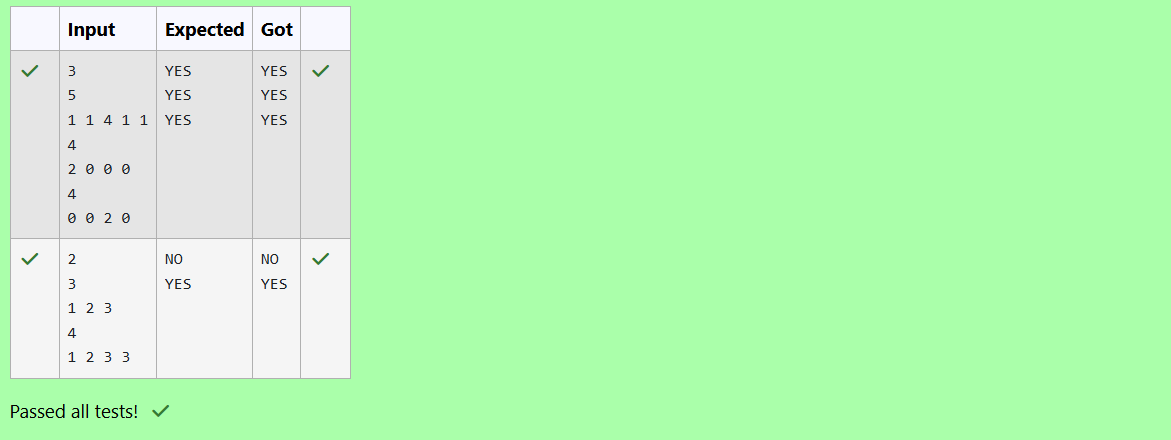 Input Expected Got
3 YES YES
5 YES YES
1 1 4 1 1 YES YES
4
2 0 0 0
4
0 0 2 0
2 NO NO
3 YES YES
1 2 3
4
1 2 3 3
Passed all tests!